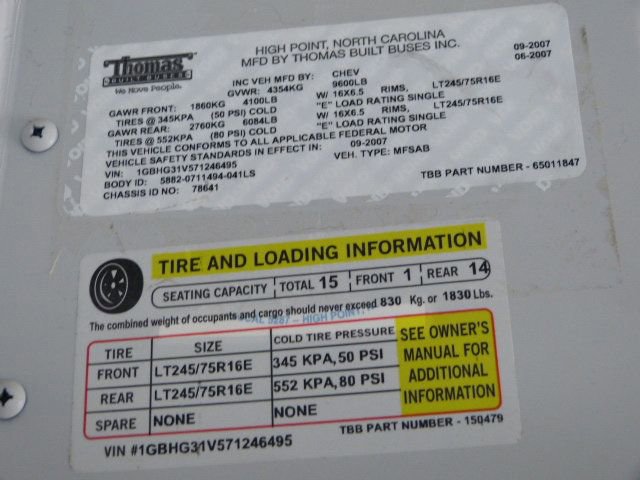 Thomas
BUILT BUSES
We Move People.
HIGH POINT, NORTH CAROLINA
MFD BY THOMAS BUILT BUSES INC.
09-2007
06-2007
INC VEH MFD BY: CHEV
GVWR: 4354KG 9600LB
GAWR FRONT: 1860KG 4100LB W/ 16X6.5 RIMS, LT245/75R16E
TIRES @ 345KPA (50 PSI) COLD "E" LOAD RATING SINGLE
GAWR REAR: 2760KG 6084LB W/ 16X6.5 RIMS, LT245/75R16E
TIRES @ 552KPA (80 PSI) COLD "E" LOAD RATING SINGLE
THIS VEHICLE CONFORMS TO ALL APPLICABLE FEDERAL MOTOR
VEHICLE SAFETY STANDARDS IN EFFECT IN: 09-2007
VIN: 1GBHG31V571246495 VEH. TYPE: MFSAB
BODY ID: 5882-0711494-041LS
CHASSIS ID NO: 78641
TBB PART NUMBER - 65011847
TIRE AND LOADING INFORMATION
SEATING CAPACITY TOTAL 15 FRONT 1 REAR 14
The combined weight of occupants and cargo should never exceed 830 Kg. or 1830 Lbs.
5287 - HIGH POINT,
TIRE SIZE COLD TIRE PRESSURE
FRONT LT245/75R16E 345 KPA, 50 PSI
REAR LT245/75R16E 552 KPA, 80 PSI
SPARE NONE NONE
SEE OWNER'S
MANUAL FOR
ADDITIONAL
INFORMATION
VIN #1GBHG31V571246495
TBB PART NUMBER - 150479